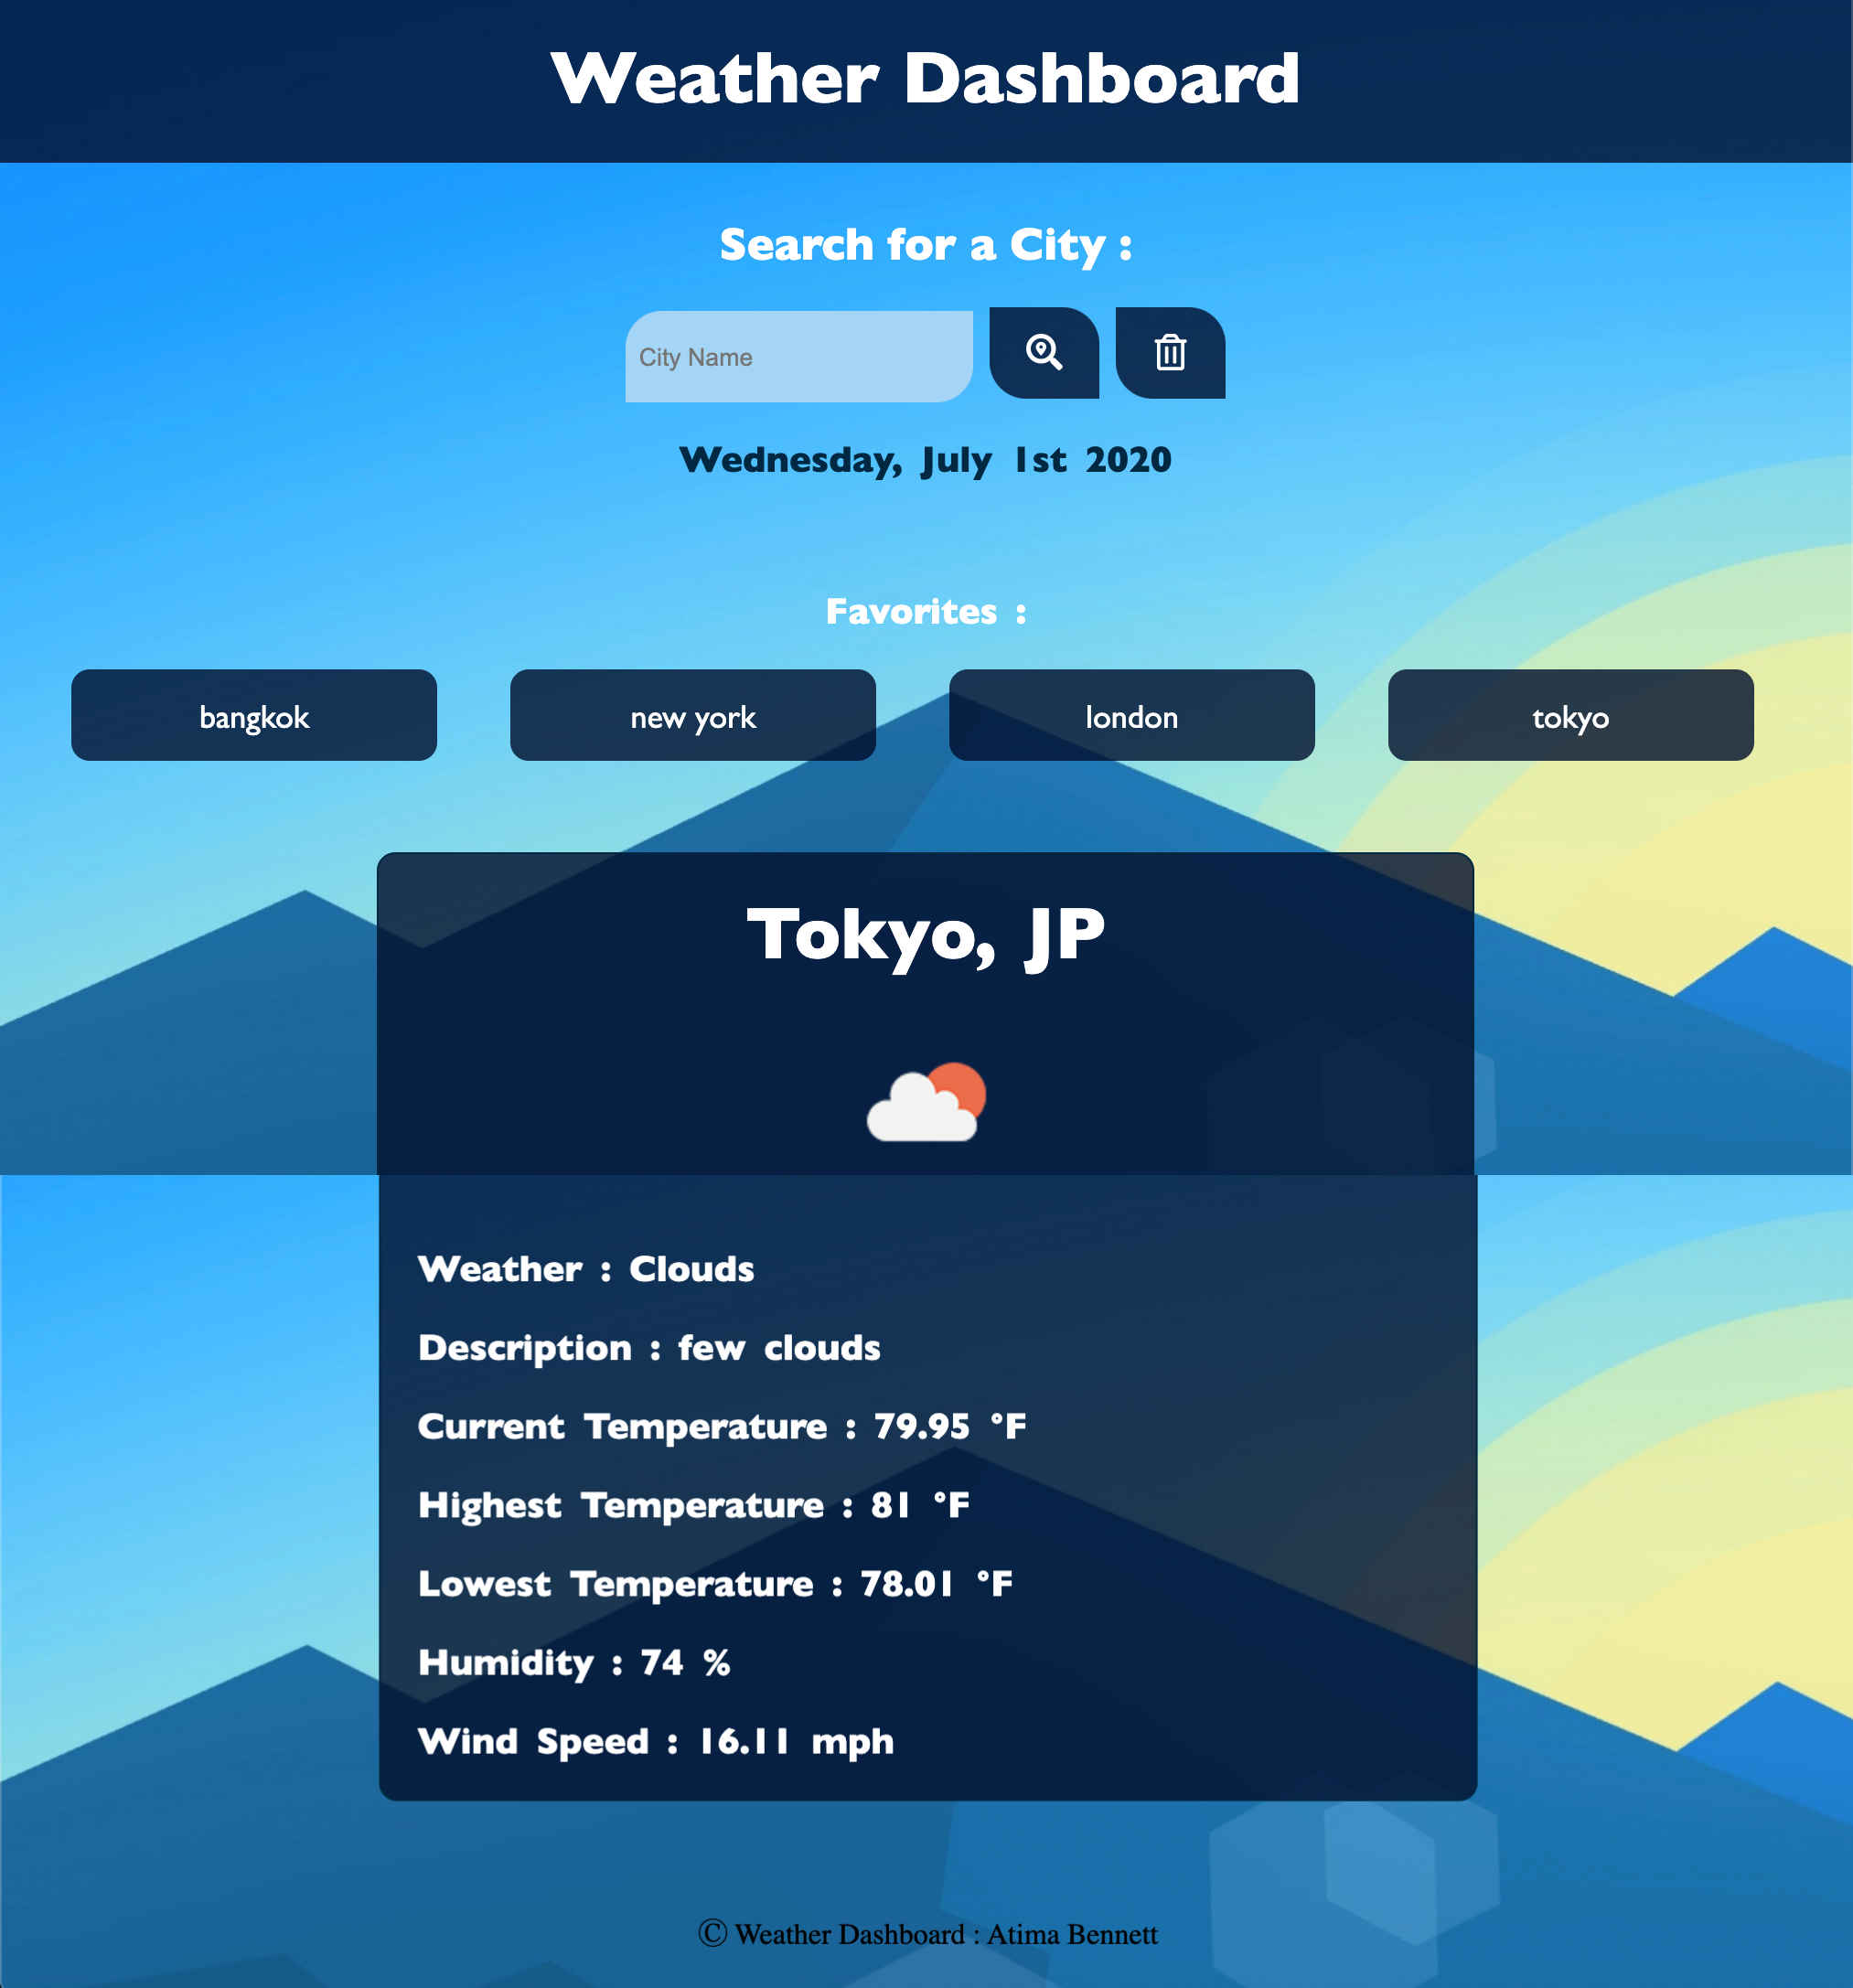 Weather Dashboard
Search for a City :
City Name
Wednesday, July 1st 2020
Favorites :
bangkok new york london tokyo
Tokyo, JP
Weather : Clouds
Description : few clouds
Current Temperature : 79.95 °F
Highest Temperature : 81 °F
Lowest Temperature : 78.01 °F
Humidity : 74 %
Wind Speed : 16.11 mph
© Weather Dashboard : Atima Bennett